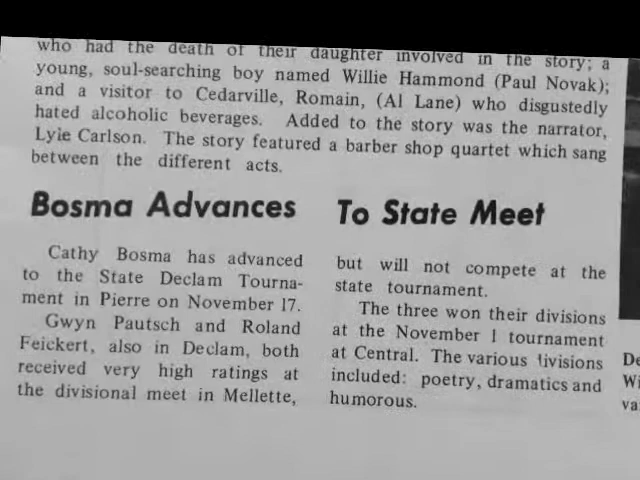 who had the death of their daughter involved in the story; a
young, soul-searching boy named Willie Hammond (Paul Novak);
and a visitor to Cedarville, Romain, (Al Lane) who disgustedly
hated alcoholic beverages. Added to the story was the narrator,
Lyle Carlson. The story featured a barber shop quartet which sang
between the different acts.
Bosma Advances To State Meet
Cathy Bosma has advanced
to the State Declam Tourna-
ment in Pierre on November 17.
Gwyn Pautsch and Roland
Feickert, also in Declam, both
received very high ratings at
the divisional meet in Mellette,
but will not compete at the
state tournament.
The three won their divisions
at the November 1 tournament
at Central. The various divisions
included: poetry, dramatics and
humorous.
De
Wi
va